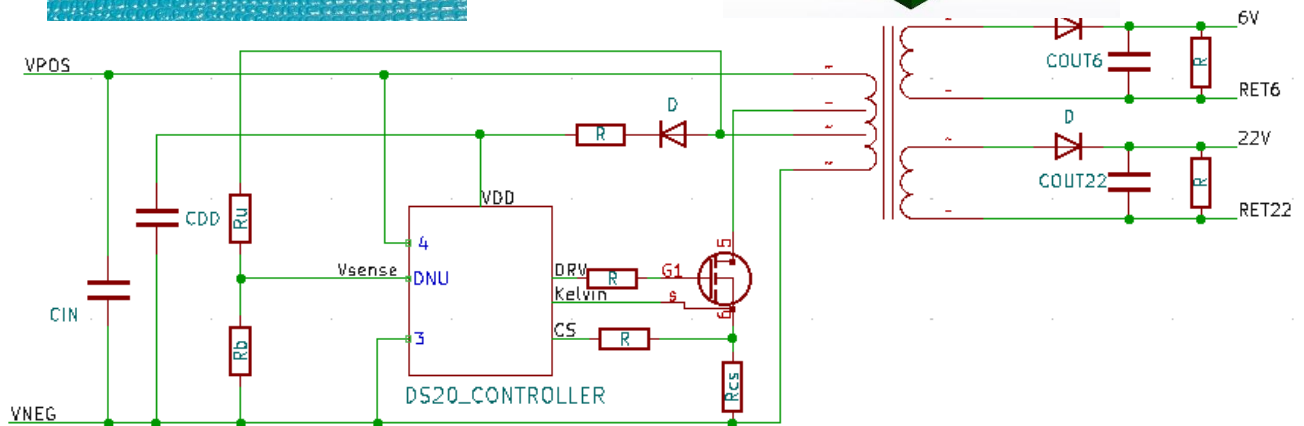 6V
VPOS
COUT6
R
RET6
D
R
D
22V
VDD
COUT22
R
CDD
Ru
RET22
4
5
Vsense
DNU
DRV
R
G1
Kelvin
s
6
CIN
3
CS
R
Rb
Rcs
DS20_CONTROLLER
VNEG